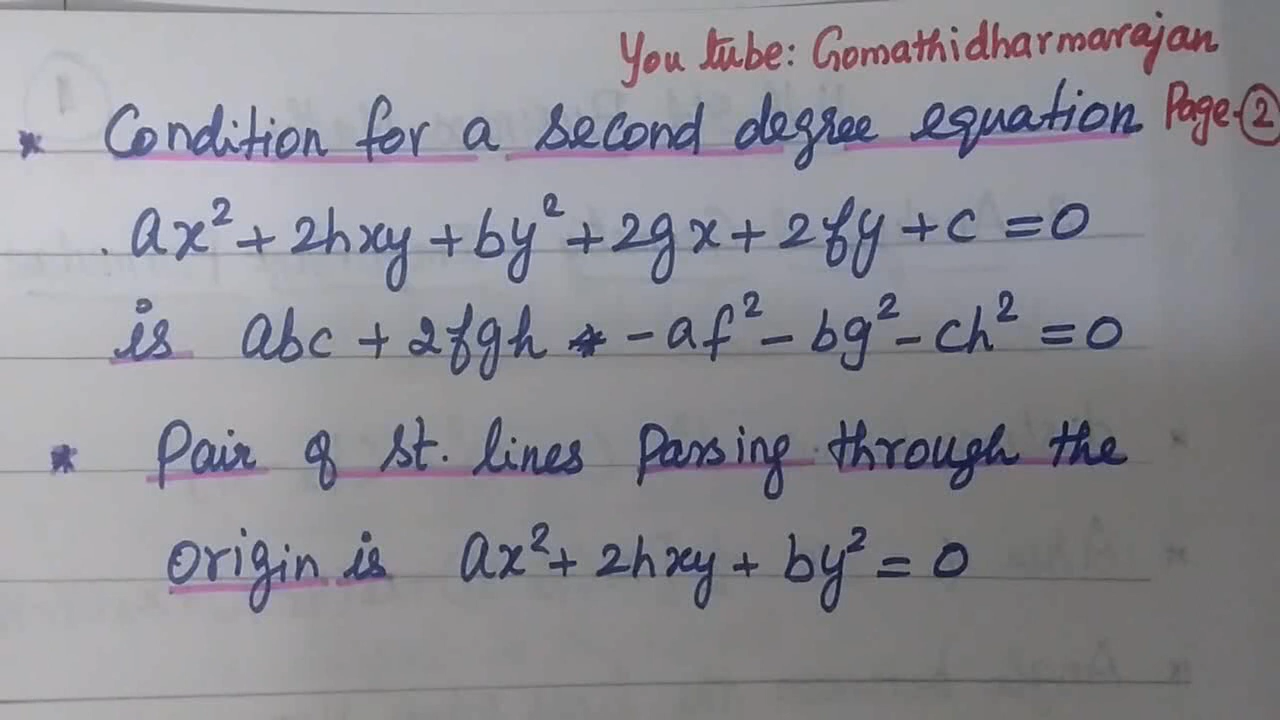 You tube: Gomathidharmarajan
* Condition for a second degree equation Page-②
ax² + 2hxy + by² + 2gx + 2fy + c = 0
is abc + 2fgh - af² - bg² - ch² = 0
* Pair of st. lines Passing through the
origin is ax² + 2hxy + by² = 0